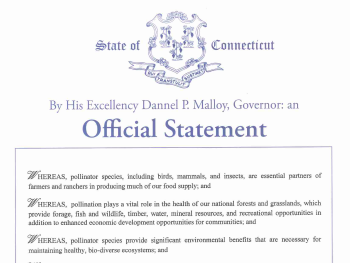 State of Connecticut
QUI TRANSTULIT SUSTINET
By His Excellency Dannel P. Malloy, Governor: an
Official Statement
WHEREAS, pollinator species, including birds, mammals, and insects, are essential partners of
farmers and ranchers in producing much of our food supply; and
WHEREAS, pollination plays a vital role in the health of our national forests and grasslands, which
provide forage, fish and wildlife, timber, water, mineral resources, and recreational opportunities in
addition to enhanced economic development opportunities for communities; and
WHEREAS, pollinator species provide significant environmental benefits that are necessary for
maintaining healthy, bio-diverse ecosystems; and